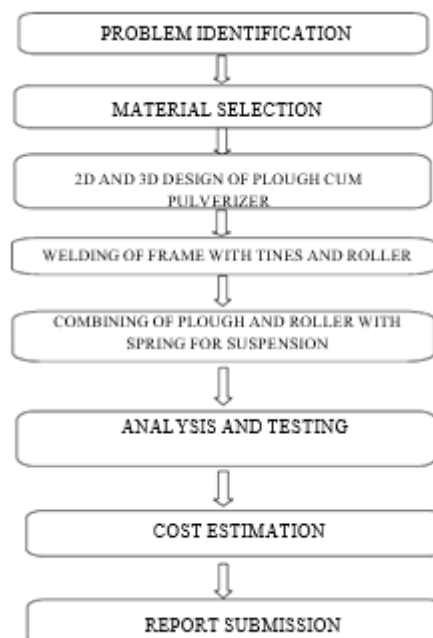 PROBLEM IDENTIFICATION
MATERIAL SELECTION
2D AND 3D DESIGN OF PLOUGH CUM
PULVERIZER
WELDING OF FRAME WITH TINES AND ROLLER
COMBINING OF PLOUGH AND ROLLER WITH
SPRING FOR SUSPENSION
ANALYSIS AND TESTING
COST ESTIMATION
REPORT SUBMISSION